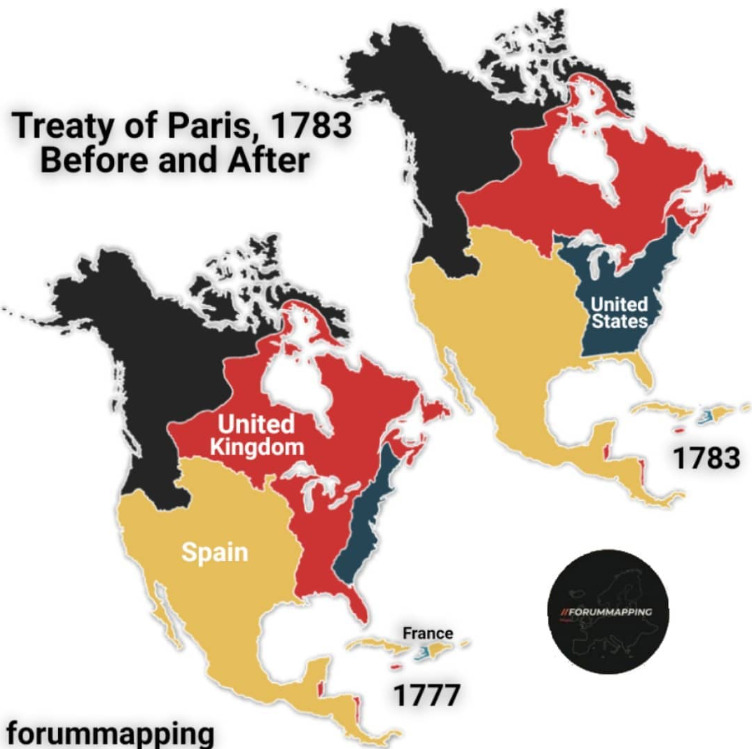 Treaty of Paris, 1783
Before and After
United
States
1783
United
Kingdom
Spain
France
1777
//FORUMMAPPING
forummapping